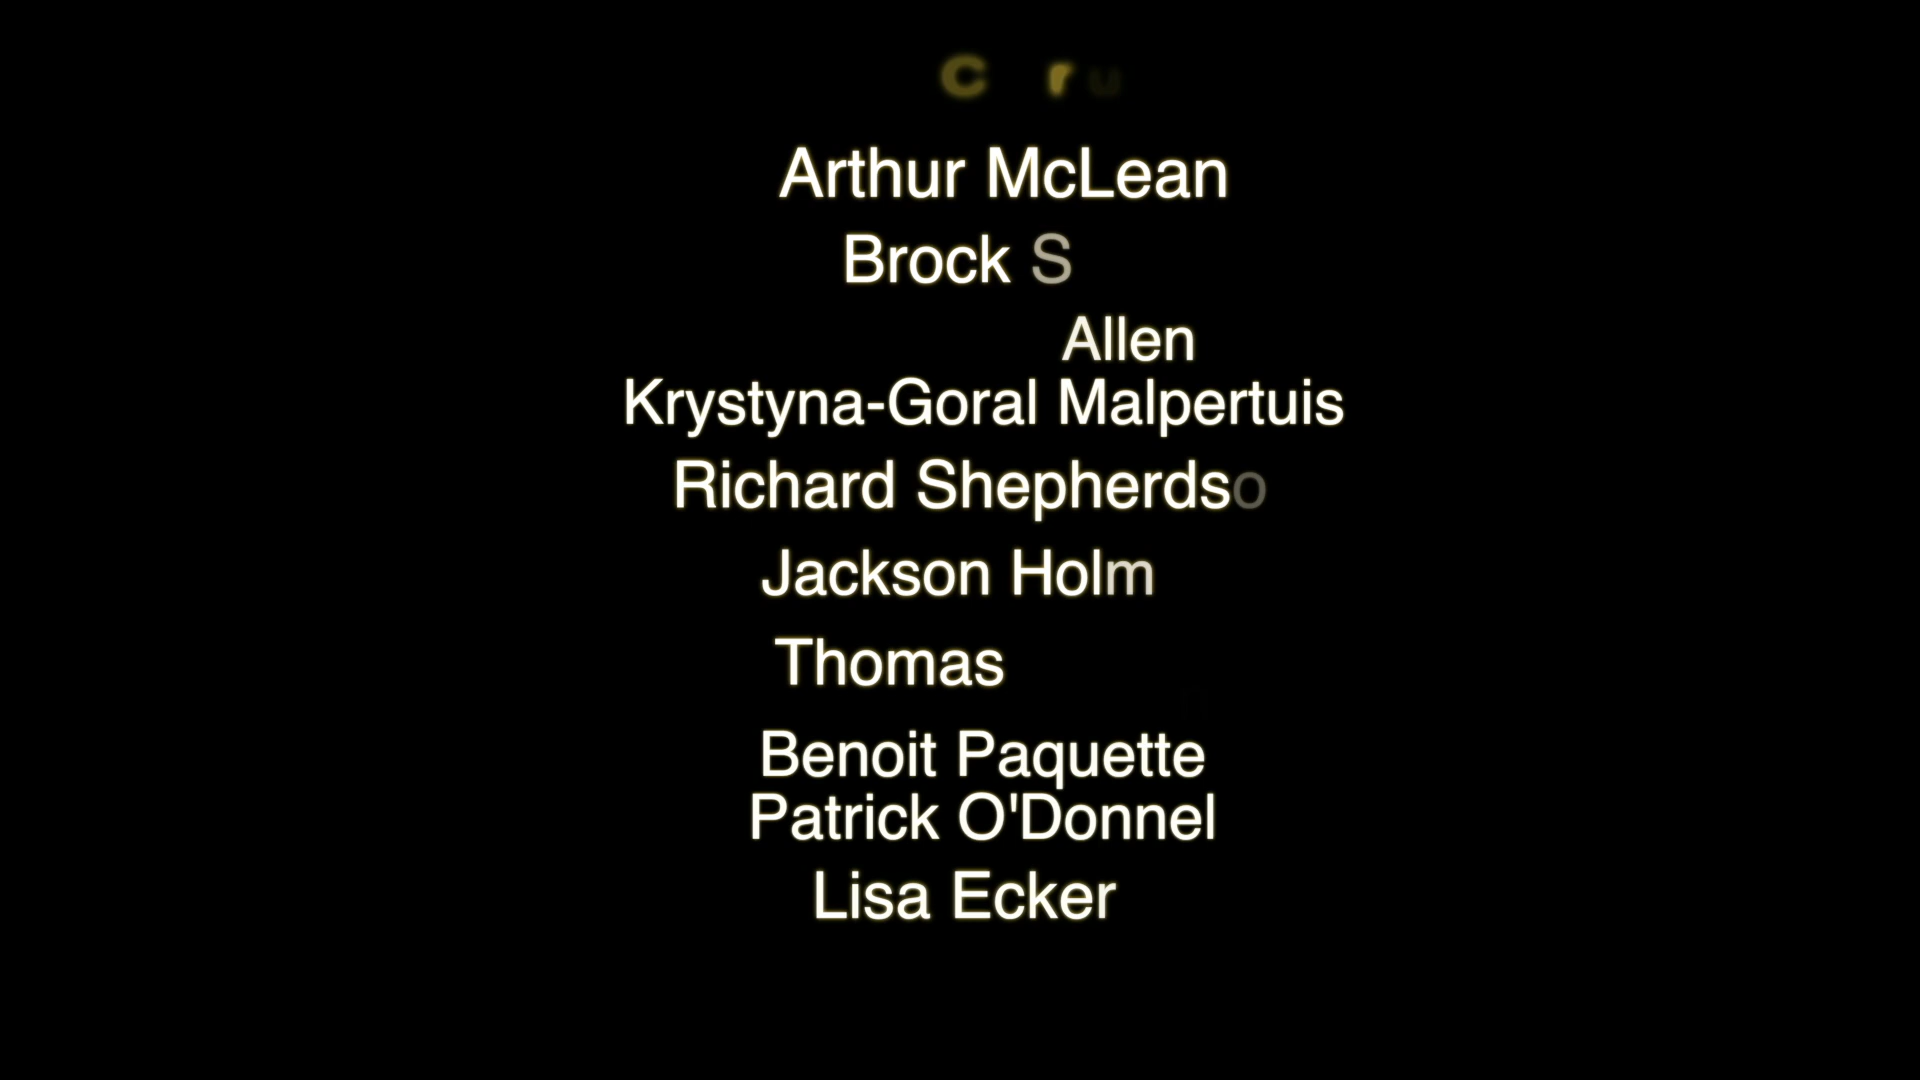 Arthur McLean
Brock S
Allen
Krystyna-Goral Malpertuis
Richard Shepherdso
Jackson Holm
Thomas
Benoit Paquette
Patrick O'Donnel
Lisa Ecker